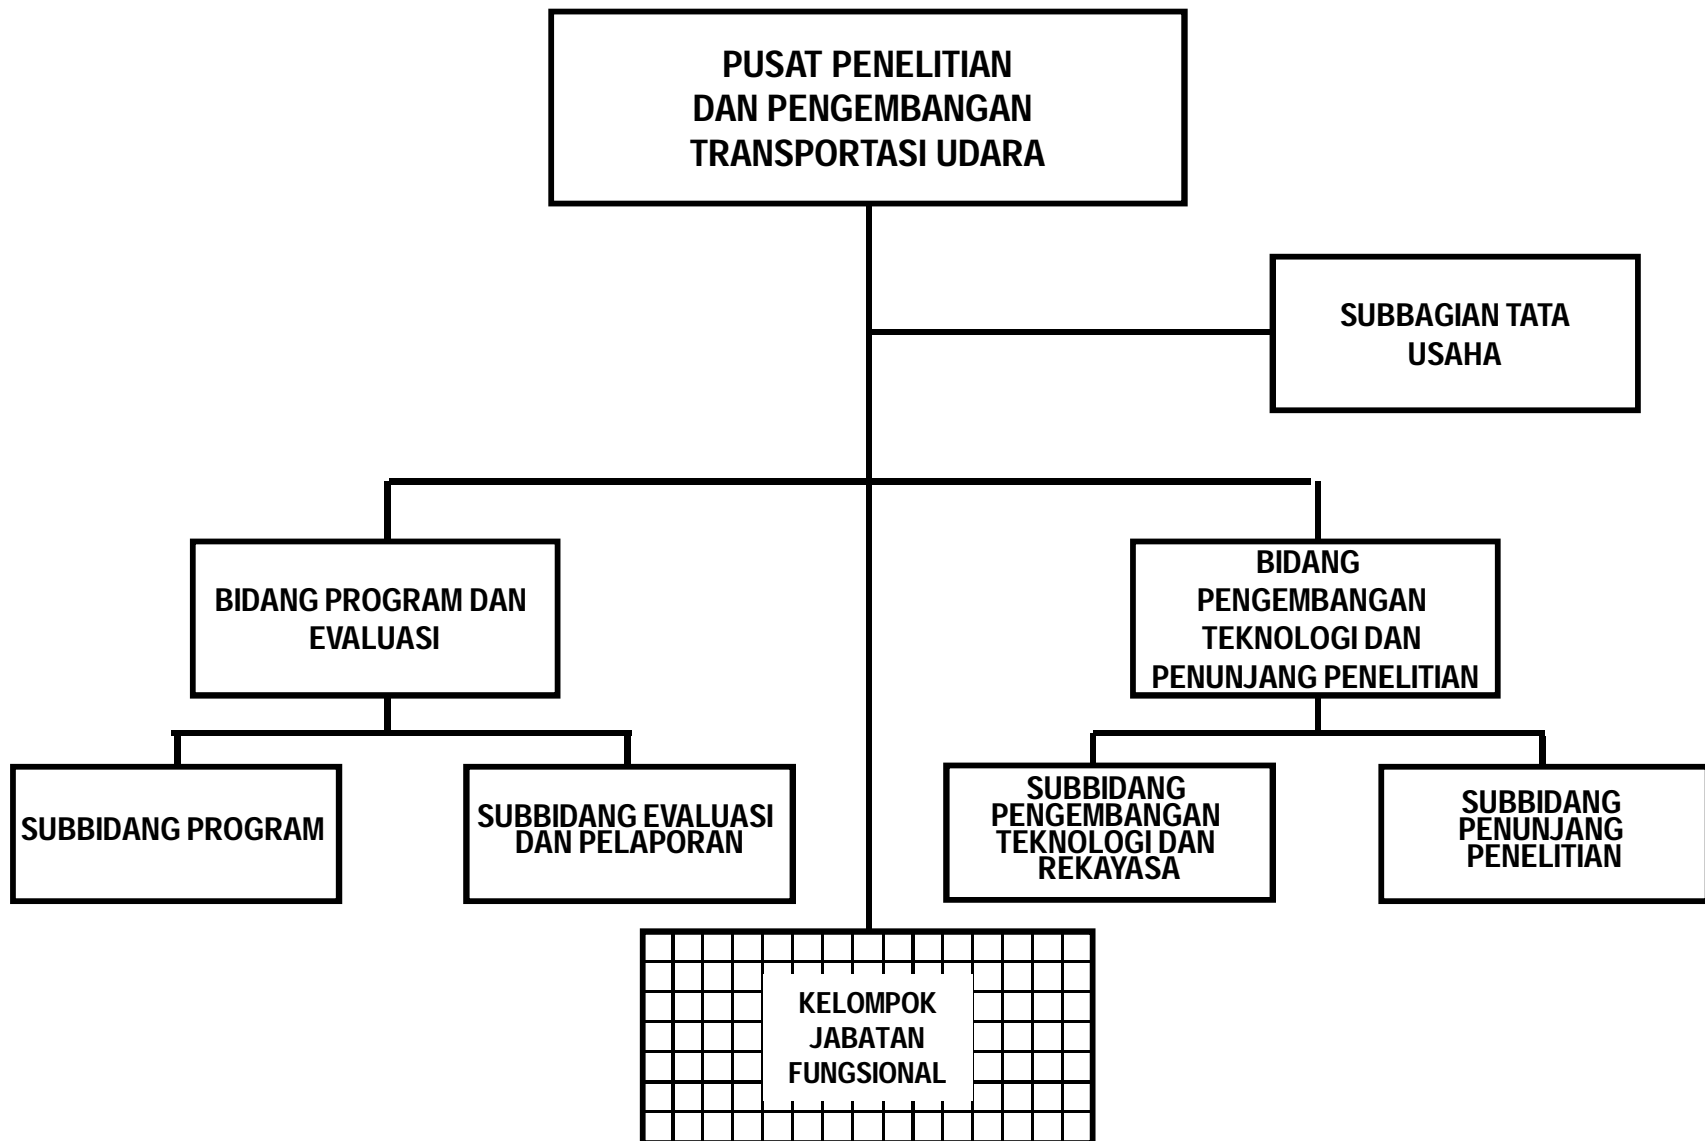 PUSAT PENELITIAN
DAN PENGEMBANGAN
TRANSPORTASI UDARA
SUBBAGIAN TATA
USAHA
BIDANG PROGRAM DAN
EVALUASI
BIDANG
PENGEMBANGAN
TEKNOLOGI DAN
PENUNJANG PENELITIAN
SUBBIDANG PROGRAM
SUBBIDANG EVALUASI
DAN PELAPORAN
SUBBIDANG
PENGEMBANGAN
TEKNOLOGI DAN
REKAYASA
SUBBIDANG
PENUNJANG
PENELITIAN
KELOMPOK
JABATAN
FUNGSIONAL